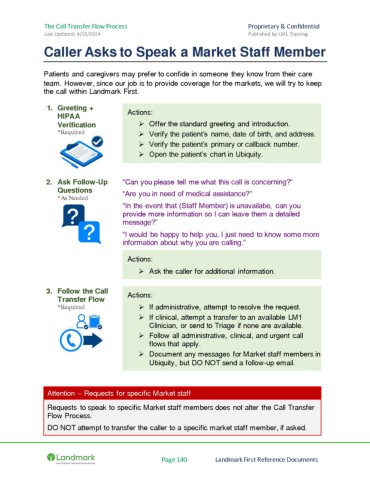 The Call Transfer Flow Process Proprietary & Confidential
Last Updated: 4/15/2024 Published by LM1 Training
Caller Asks to Speak a Market Staff Member
Patients and caregivers may prefer to confide in someone they know from their care
team. However, since our job is to provide coverage for the markets, we will try to keep
the call within Landmark First.
1. Greeting +
HIPAA
Verification
*Required
Actions:
➢ Offer the standard greeting and introduction.
➢ Verify the patient's name, date of birth, and address.
➢ Verify the patient's primary or callback number.
➢ Open the patient's chart in Ubiquity.
2. Ask Follow-Up
Questions
*As Needed
"Can you please tell me what this call is concerning?"
"Are you in need of medical assistance?"
"In the event that (Staff Member) is unavailabe, can you
provide more information so I can leave them a detailed
message?"
"I would be happy to help you, I just need to know some more
information about why you are calling."
Actions:
➢ Ask the caller for additional information.
3. Follow the Call
Transfer Flow
*Required
Actions:
➢ If administrative, attempt to resolve the request.
➢ If clinical, attempt a transfer to an available LM1
Clinician, or send to Triage if none are available.
➢ Follow all administrative, clinical, and urgent call
flows that apply.
➢ Document any messages for Market staff members in
Ubiquity, but DO NOT send a follow-up email.
Attention – Requests for specific Market staff
Requests to speak to specific Market staff members does not alter the Call Transfer
Flow Process.
DO NOT attempt to transfer the caller to a specific market staff member, if asked.
Landmark
Page 140 Landmark First Reference Documents